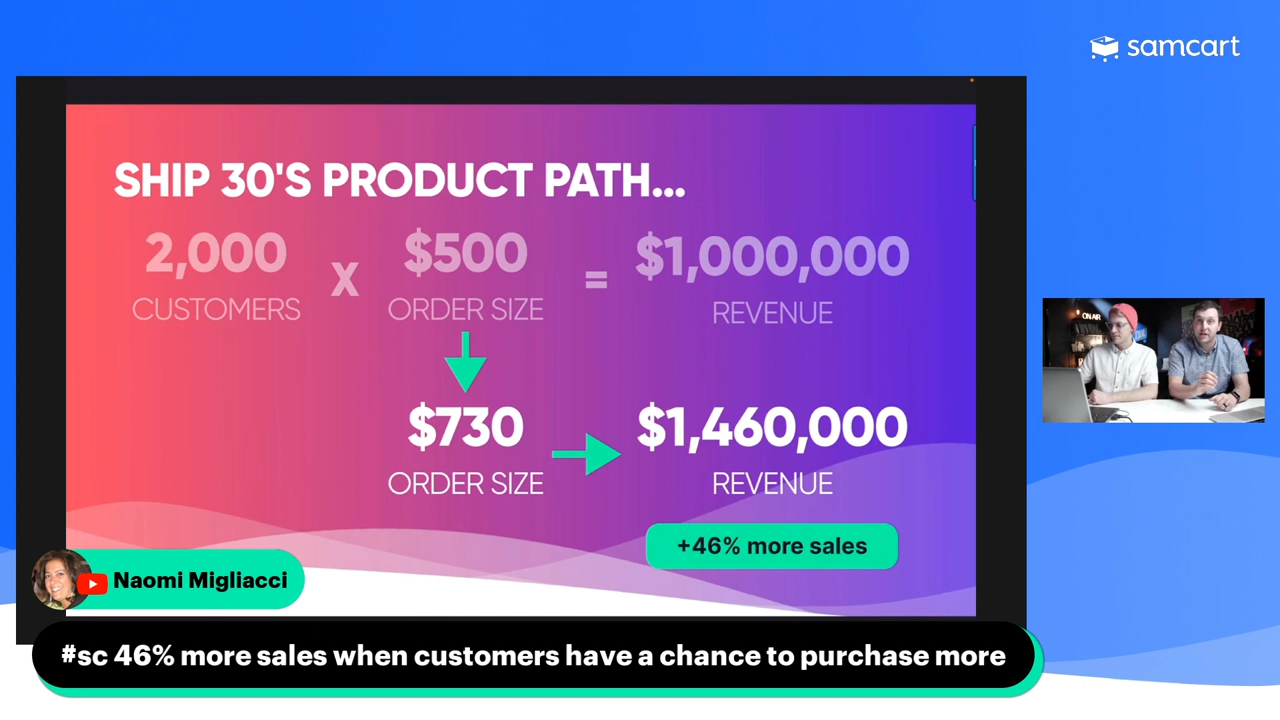 samcart
SHIP 30'S PRODUCT PATH...
2,000 X $500 = $1,000,000
CUSTOMERS ORDER SIZE REVENUE
$730 $1,460,000
ORDER SIZE REVENUE
+46% more sales
ON AIR
Naomi Migliacci
#sc 46% more sales when customers have a chance to purchase more